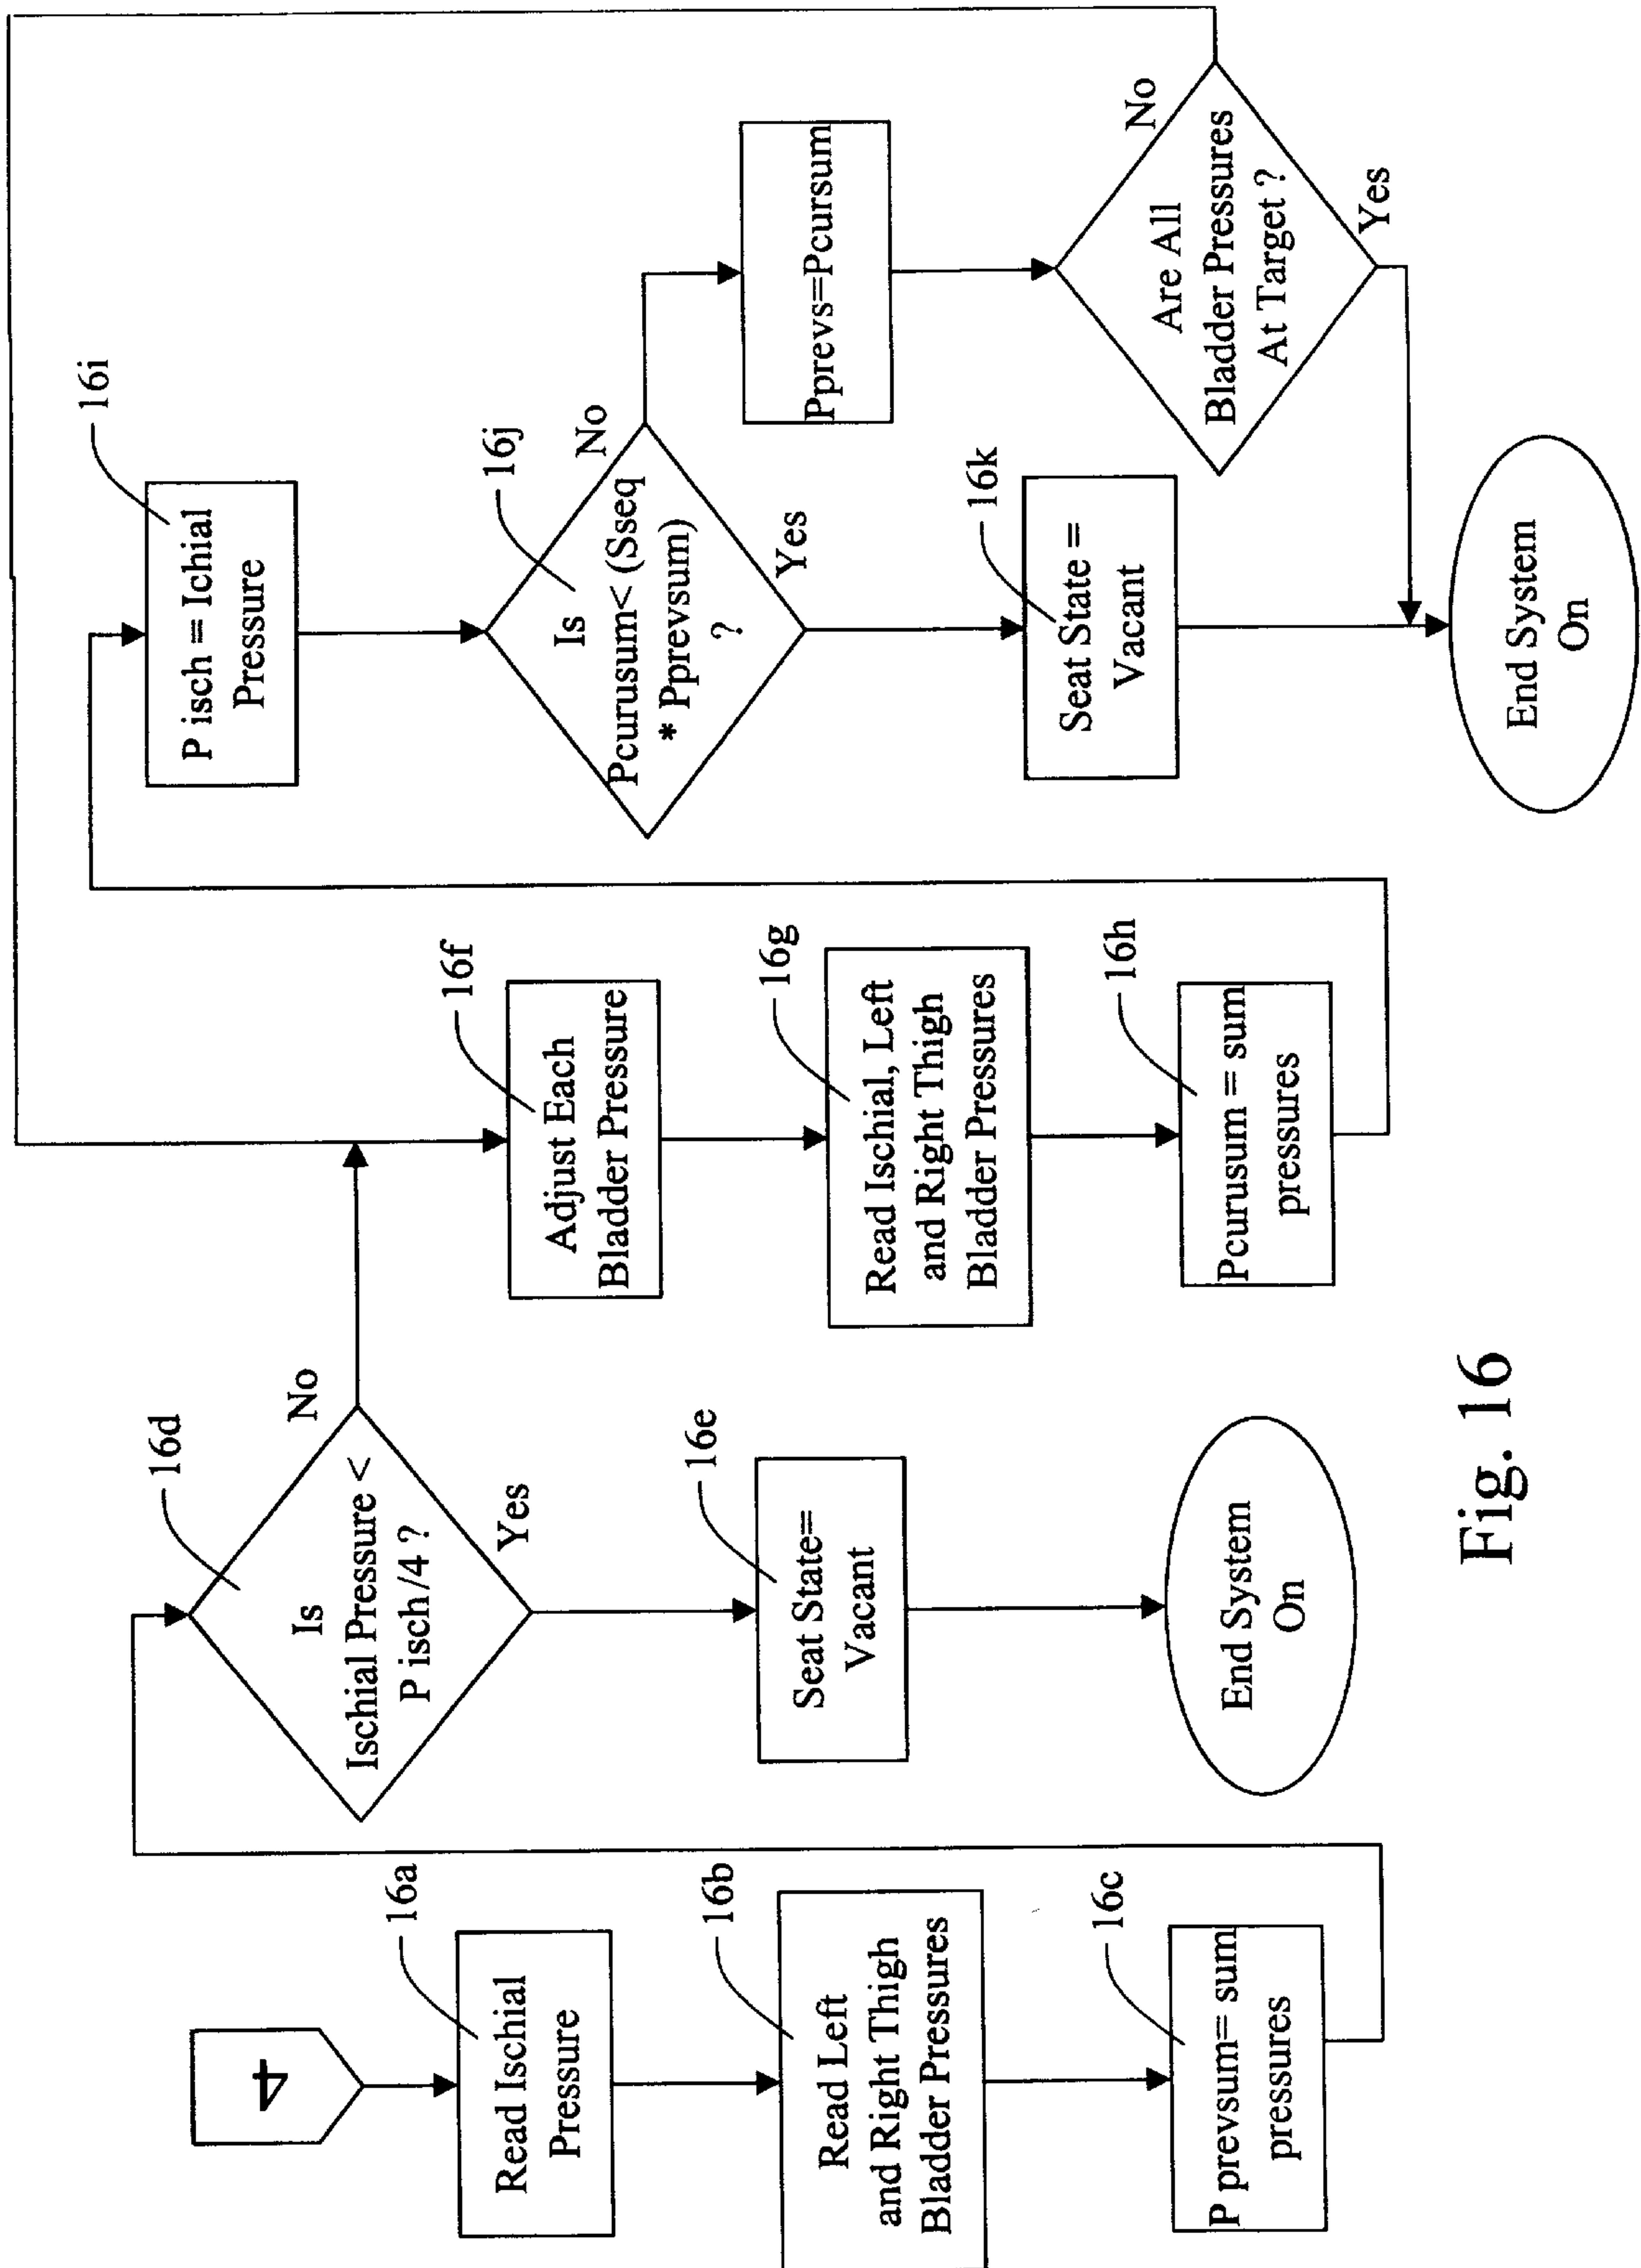 4
16a
Read Ischial
Pressure
16b
Read Left
and Right Thigh
Bladder Pressures
16c
P prevsum= sum
pressures
16d
Is
Ischial Pressure <
P isch/4 ?
No
Yes
16e
Seat State=
Vacant
End System
On
16f
Adjust Each
Bladder Pressure
16g
Read Ischial, Left
and Right Thigh
Bladder Pressures
16h
Pcurusum = sum
pressures
16i
P isch = Ichial
Pressure
16j
Is
Pcurusum< (Sseq
* Pprevsum)
?
No
Yes
16k
Seat State =
Vacant
Pprevs=Pcursum
Are All
Bladder Pressures
At Target ?
No
Yes
End System
On
Fig. 16